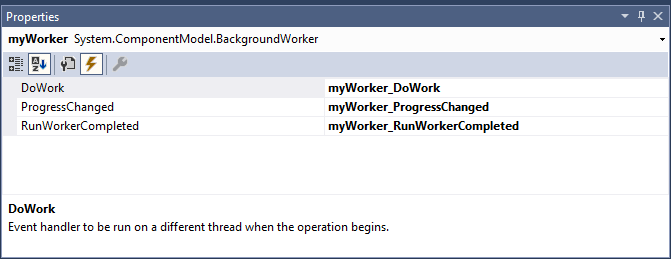 Properties
myWorker System.ComponentModel.BackgroundWorker
DoWork myWorker_DoWork
ProgressChanged myWorker_ProgressChanged
RunWorkerCompleted myWorker_RunWorkerCompleted
DoWork
Event handler to be run on a different thread when the operation begins.